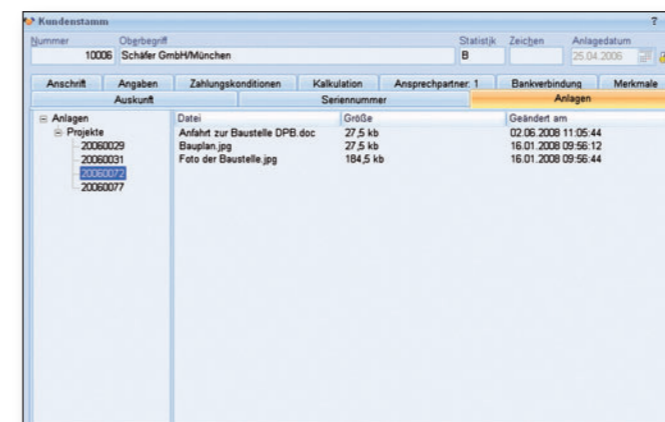 Kundenstamm ?
Nummer Oberbegriff Statistik Zeichen Anlagedatum
10006 Schäfer GmbH/München B 25.04.2006
Anschrift Angaben Zahlungskonditionen Kalkulation Ansprechpartner: 1 Bankverbindung Merkmale
Auskunft Seriennummer Anlagen
Anlagen Datei Größe Geändert am
Projekte Anfahrt zur Baustelle DPB.doc 27,5 kb 02.06.2008 11:05:44
20060029 Bauplan.jpg 27,5 kb 16.01.2008 09:56:12
20060031 Foto der Baustelle.jpg 184,5 kb 16.01.2008 09:56:44
20060072
20060077